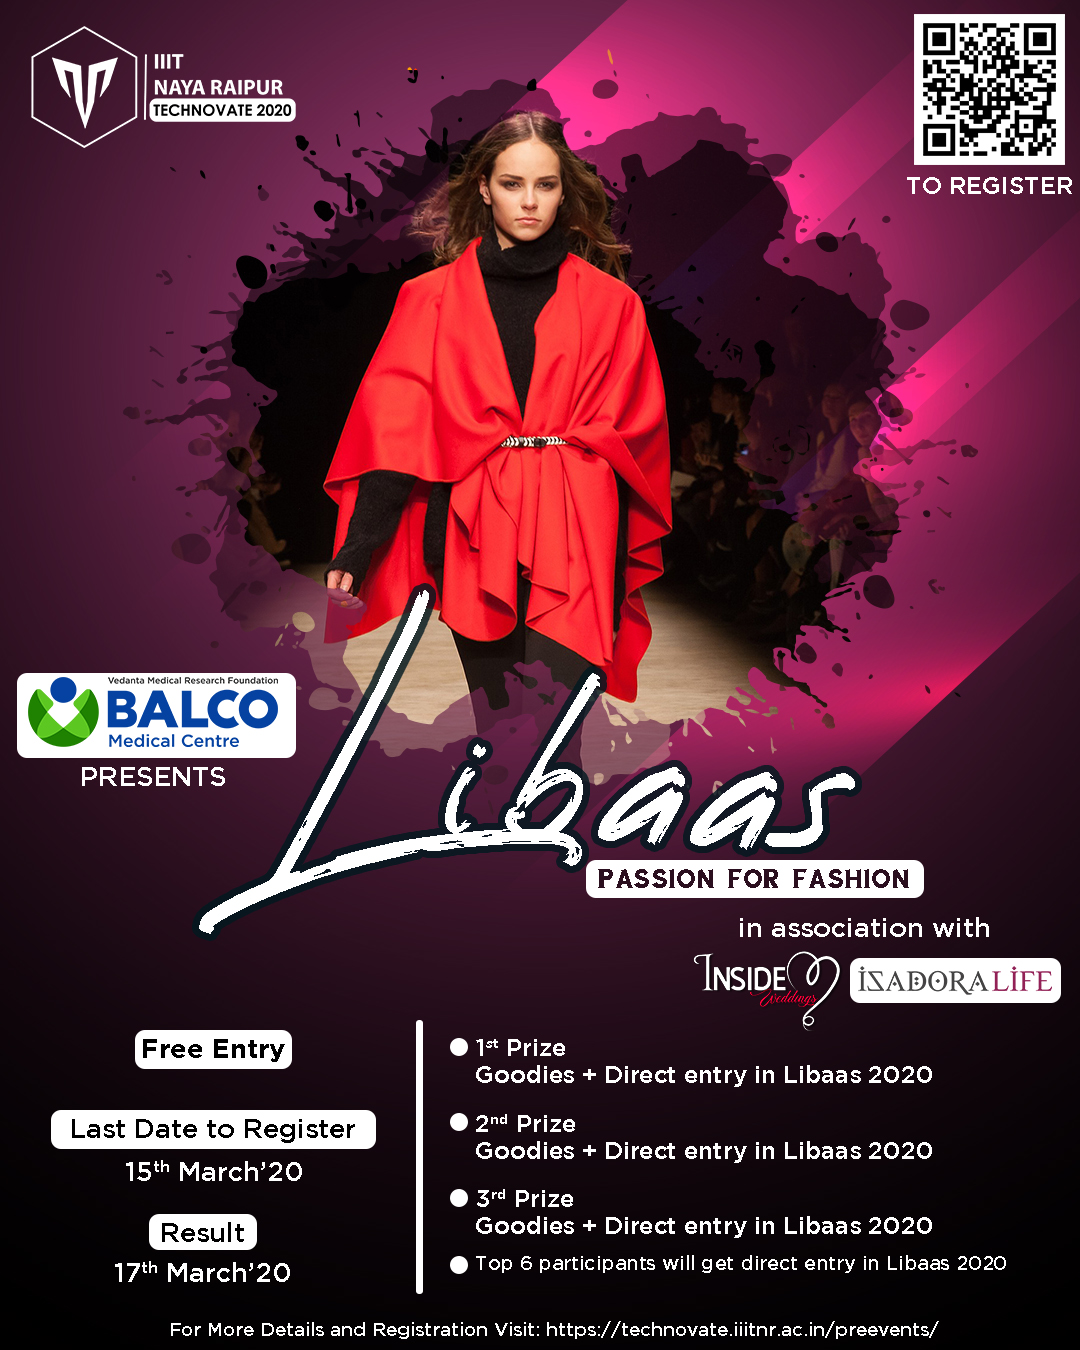 IIIT
NAYA RAIPUR
TECHNOVATE 2020
TO REGISTER
Vedanta Medical Research Foundation
BALCO
Medical Centre
PRESENTS
Libaas
PASSION FOR FASHION
in association with
INSIDE
Weddings
IZADORA LIFE
Free Entry
Last Date to Register
15th March'20
Result
17th March'20
1st Prize
Goodies + Direct entry in Libaas 2020
2nd Prize
Goodies + Direct entry in Libaas 2020
3rd Prize
Goodies + Direct entry in Libaas 2020
Top 6 participants will get direct entry in Libaas 2020
For More Details and Registration Visit: https://technovate.iiitnr.ac.in/preevents/